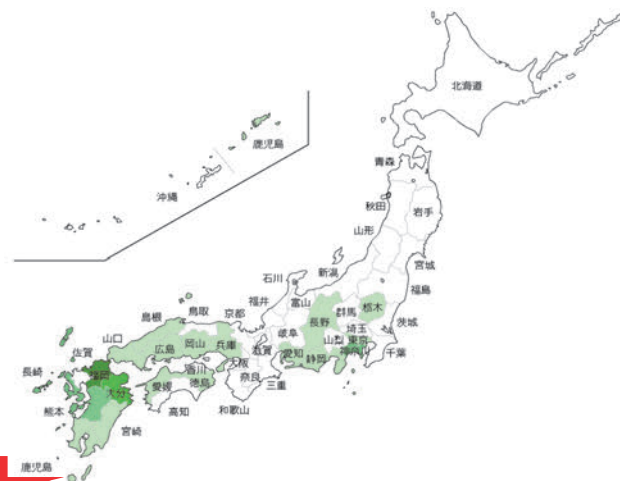 北海道
鹿児島
青森
沖縄
秋田
岩手
山形
宮城
石川
新潟
福島
富山
福井
群馬
栃木
島根
鳥取
京都
長野
埼玉
茨城
山口
岐阜
山梨
東京
佐賀
広島
岡山
兵庫
滋賀
愛知
静岡
神奈川
千葉
長崎
福岡
香川
大阪
大分
愛媛
徳島
奈良
三重
熊本
高知
和歌山
宮崎
鹿児島